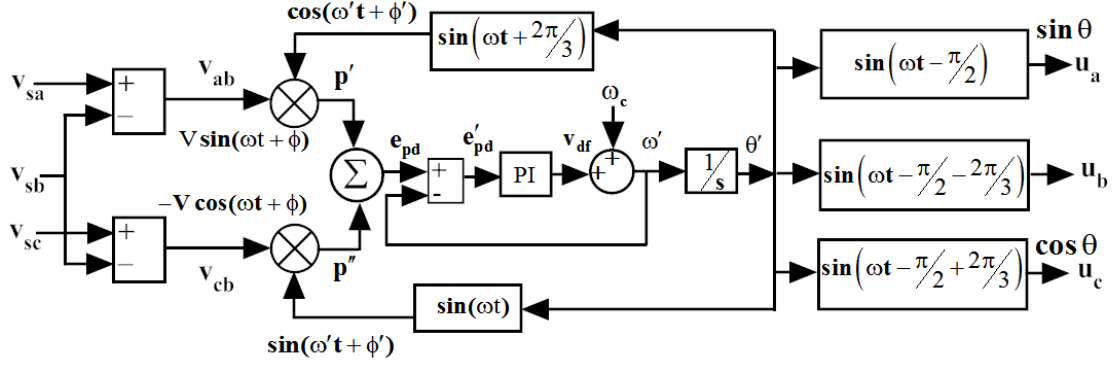 cos(ω't + ϕ')
sin(ωt + 2π/3)
sin θ
v_sa
+
−
v_ab
p'
V sin(ωt + ϕ)
ω_c
sin(ωt − π/2)
u_a
v_sb
Σ
e_pd
+
-
e'_pd
PI
v_df
+
+
ω'
1/s
θ'
sin(ωt − π/2 − 2π/3)
u_b
−V cos(ωt + ϕ)
v_sc
+
−
v_cb
p''
cos θ
sin(ωt − π/2 + 2π/3)
u_c
sin(ωt)
sin(ω't + ϕ')